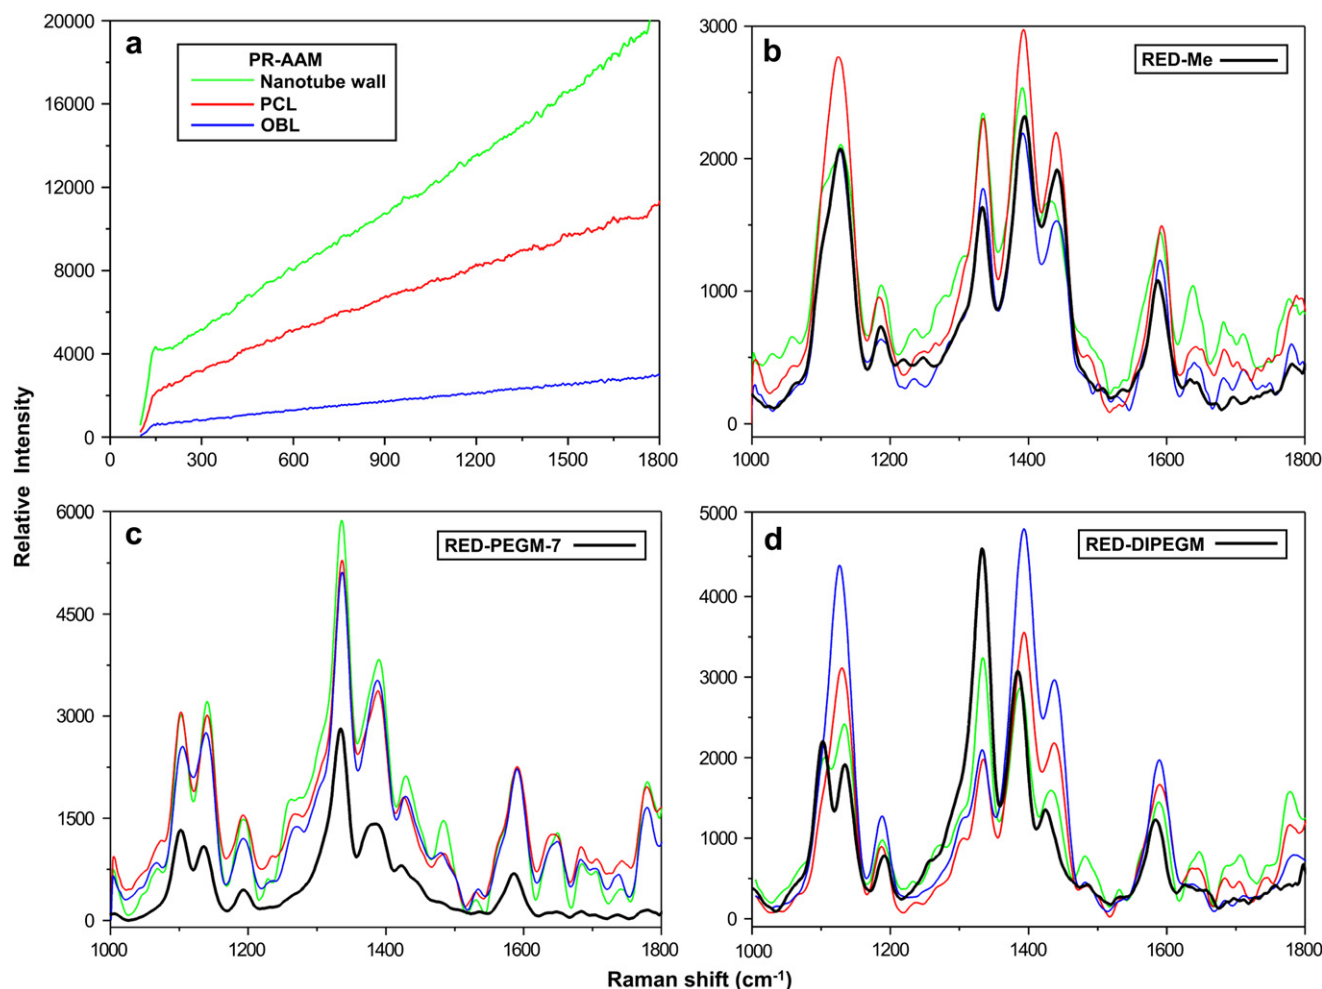 a
PR-AAM
Nanotube wall
PCL
OBL
20000
16000
12000
8000
4000
0
0 300 600 900 1200 1500 1800
b
RED-Me
3000
2000
1000
0
1000 1200 1400 1600 1800
c
RED-PEGM-7
6000
4500
3000
1500
0
1000 1200 1400 1600 1800
d
RED-DIPEGM
5000
4000
3000
2000
1000
0
1000 1200 1400 1600 1800
Relative Intensity
Raman shift (cm⁻¹)